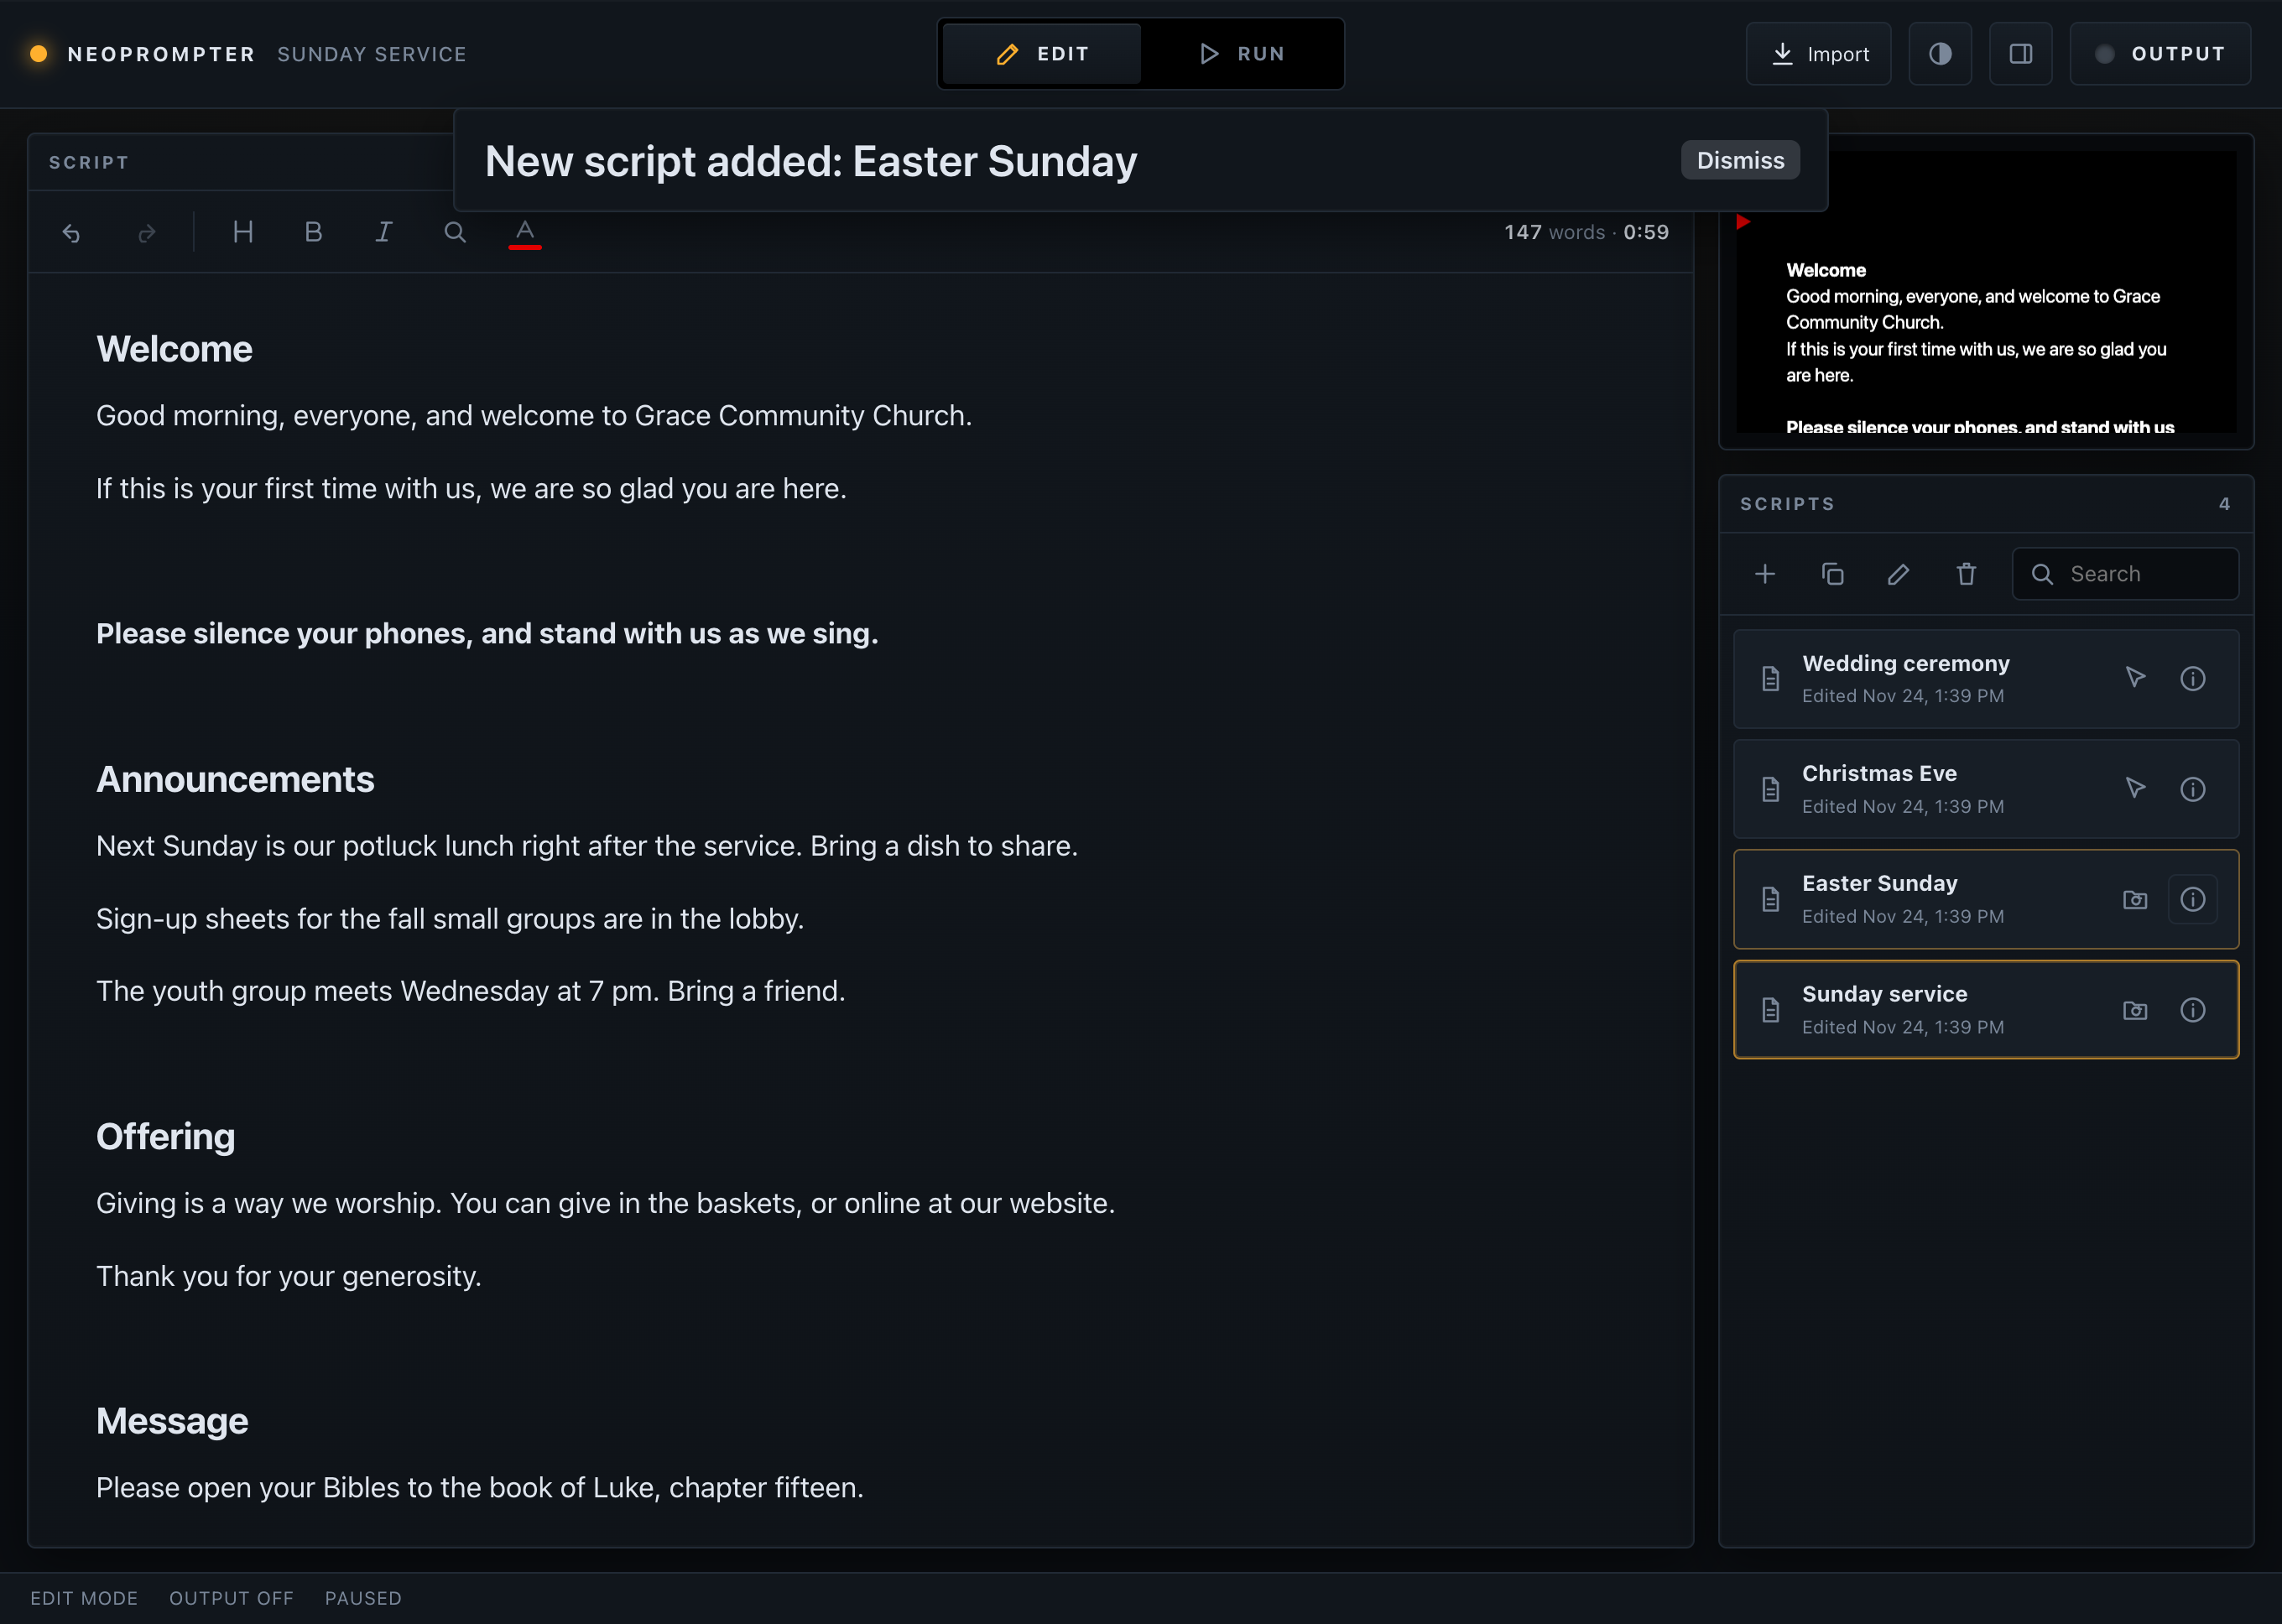 NEOPROMPTER SUNDAY SERVICE
EDIT
RUN
Import
OUTPUT
New script added: Easter Sunday
Dismiss
SCRIPT
H B I A
147 words · 0:59
Welcome
Good morning, everyone, and welcome to Grace Community Church.
If this is your first time with us, we are so glad you are here.
Please silence your phones, and stand with us as we sing.
Announcements
Next Sunday is our potluck lunch right after the service. Bring a dish to share.
Sign-up sheets for the fall small groups are in the lobby.
The youth group meets Wednesday at 7 pm. Bring a friend.
Offering
Giving is a way we worship. You can give in the baskets, or online at our website.
Thank you for your generosity.
Message
Please open your Bibles to the book of Luke, chapter fifteen.
Welcome
Good morning, everyone, and welcome to Grace
Community Church.
If this is your first time with us, we are so glad you
are here.
Please silence your phones, and stand with us
SCRIPTS 4
Search
Wedding ceremony
Edited Nov 24, 1:39 PM
Christmas Eve
Edited Nov 24, 1:39 PM
Easter Sunday
Edited Nov 24, 1:39 PM
Sunday service
Edited Nov 24, 1:39 PM
EDIT MODE OUTPUT OFF PAUSED